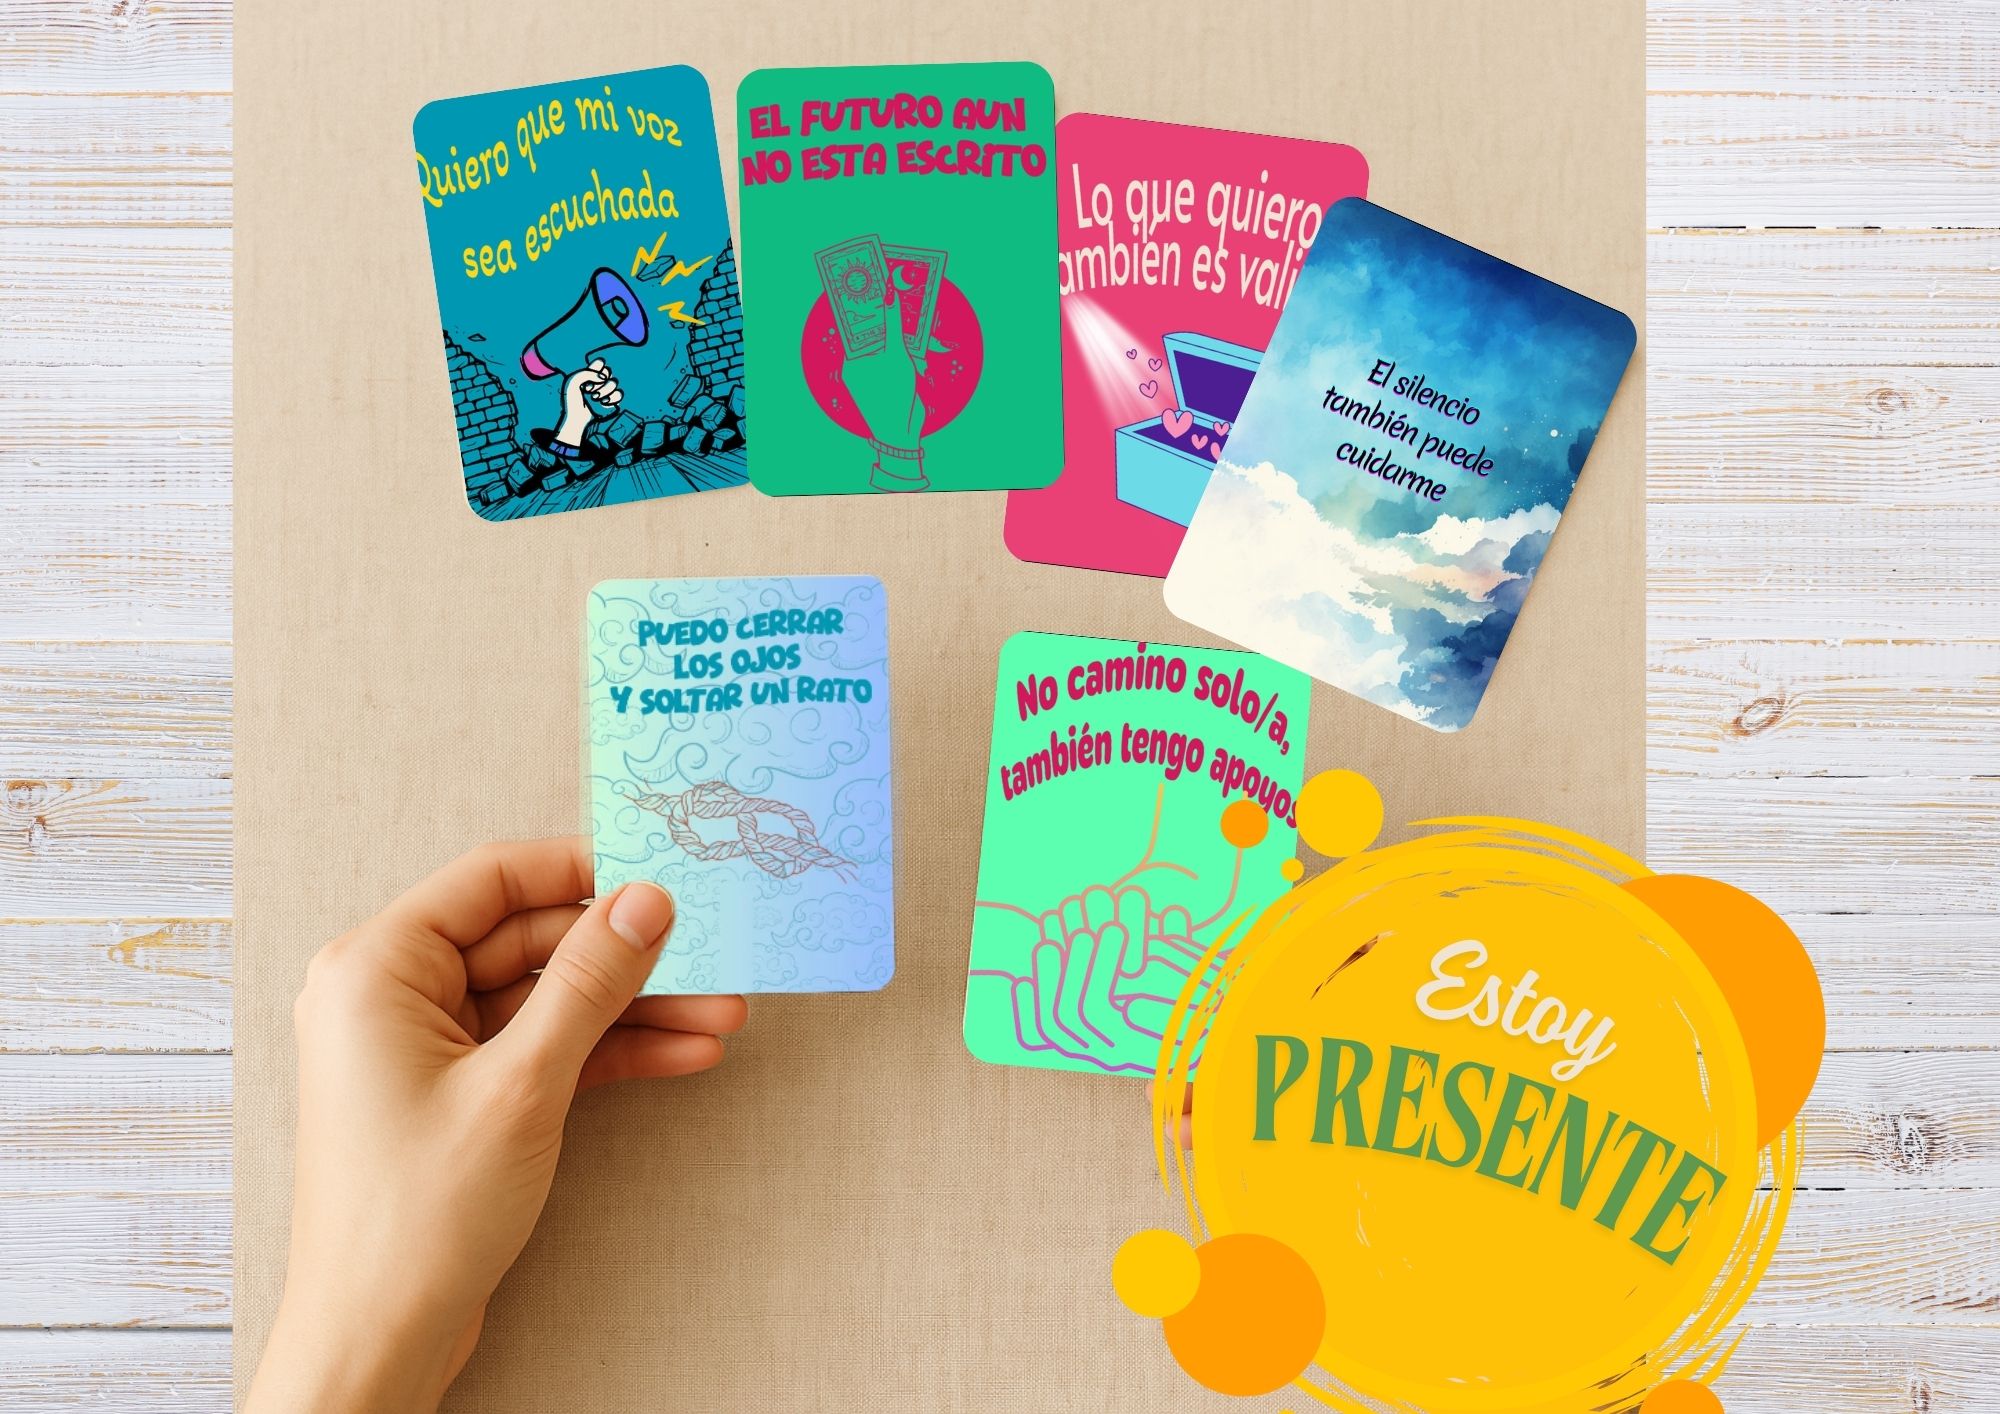 Quiero que mi voz
sea escuchada
EL FUTURO AUN
NO ESTA ESCRITO
Lo que quiero
también es
El silencio
también puede
cuidarme
PUEDO CERRAR
LOS OJOS
Y SOLTAR UN RATO
No camino solo/a,
también tengo apoyos
Estoy
PRESENTE